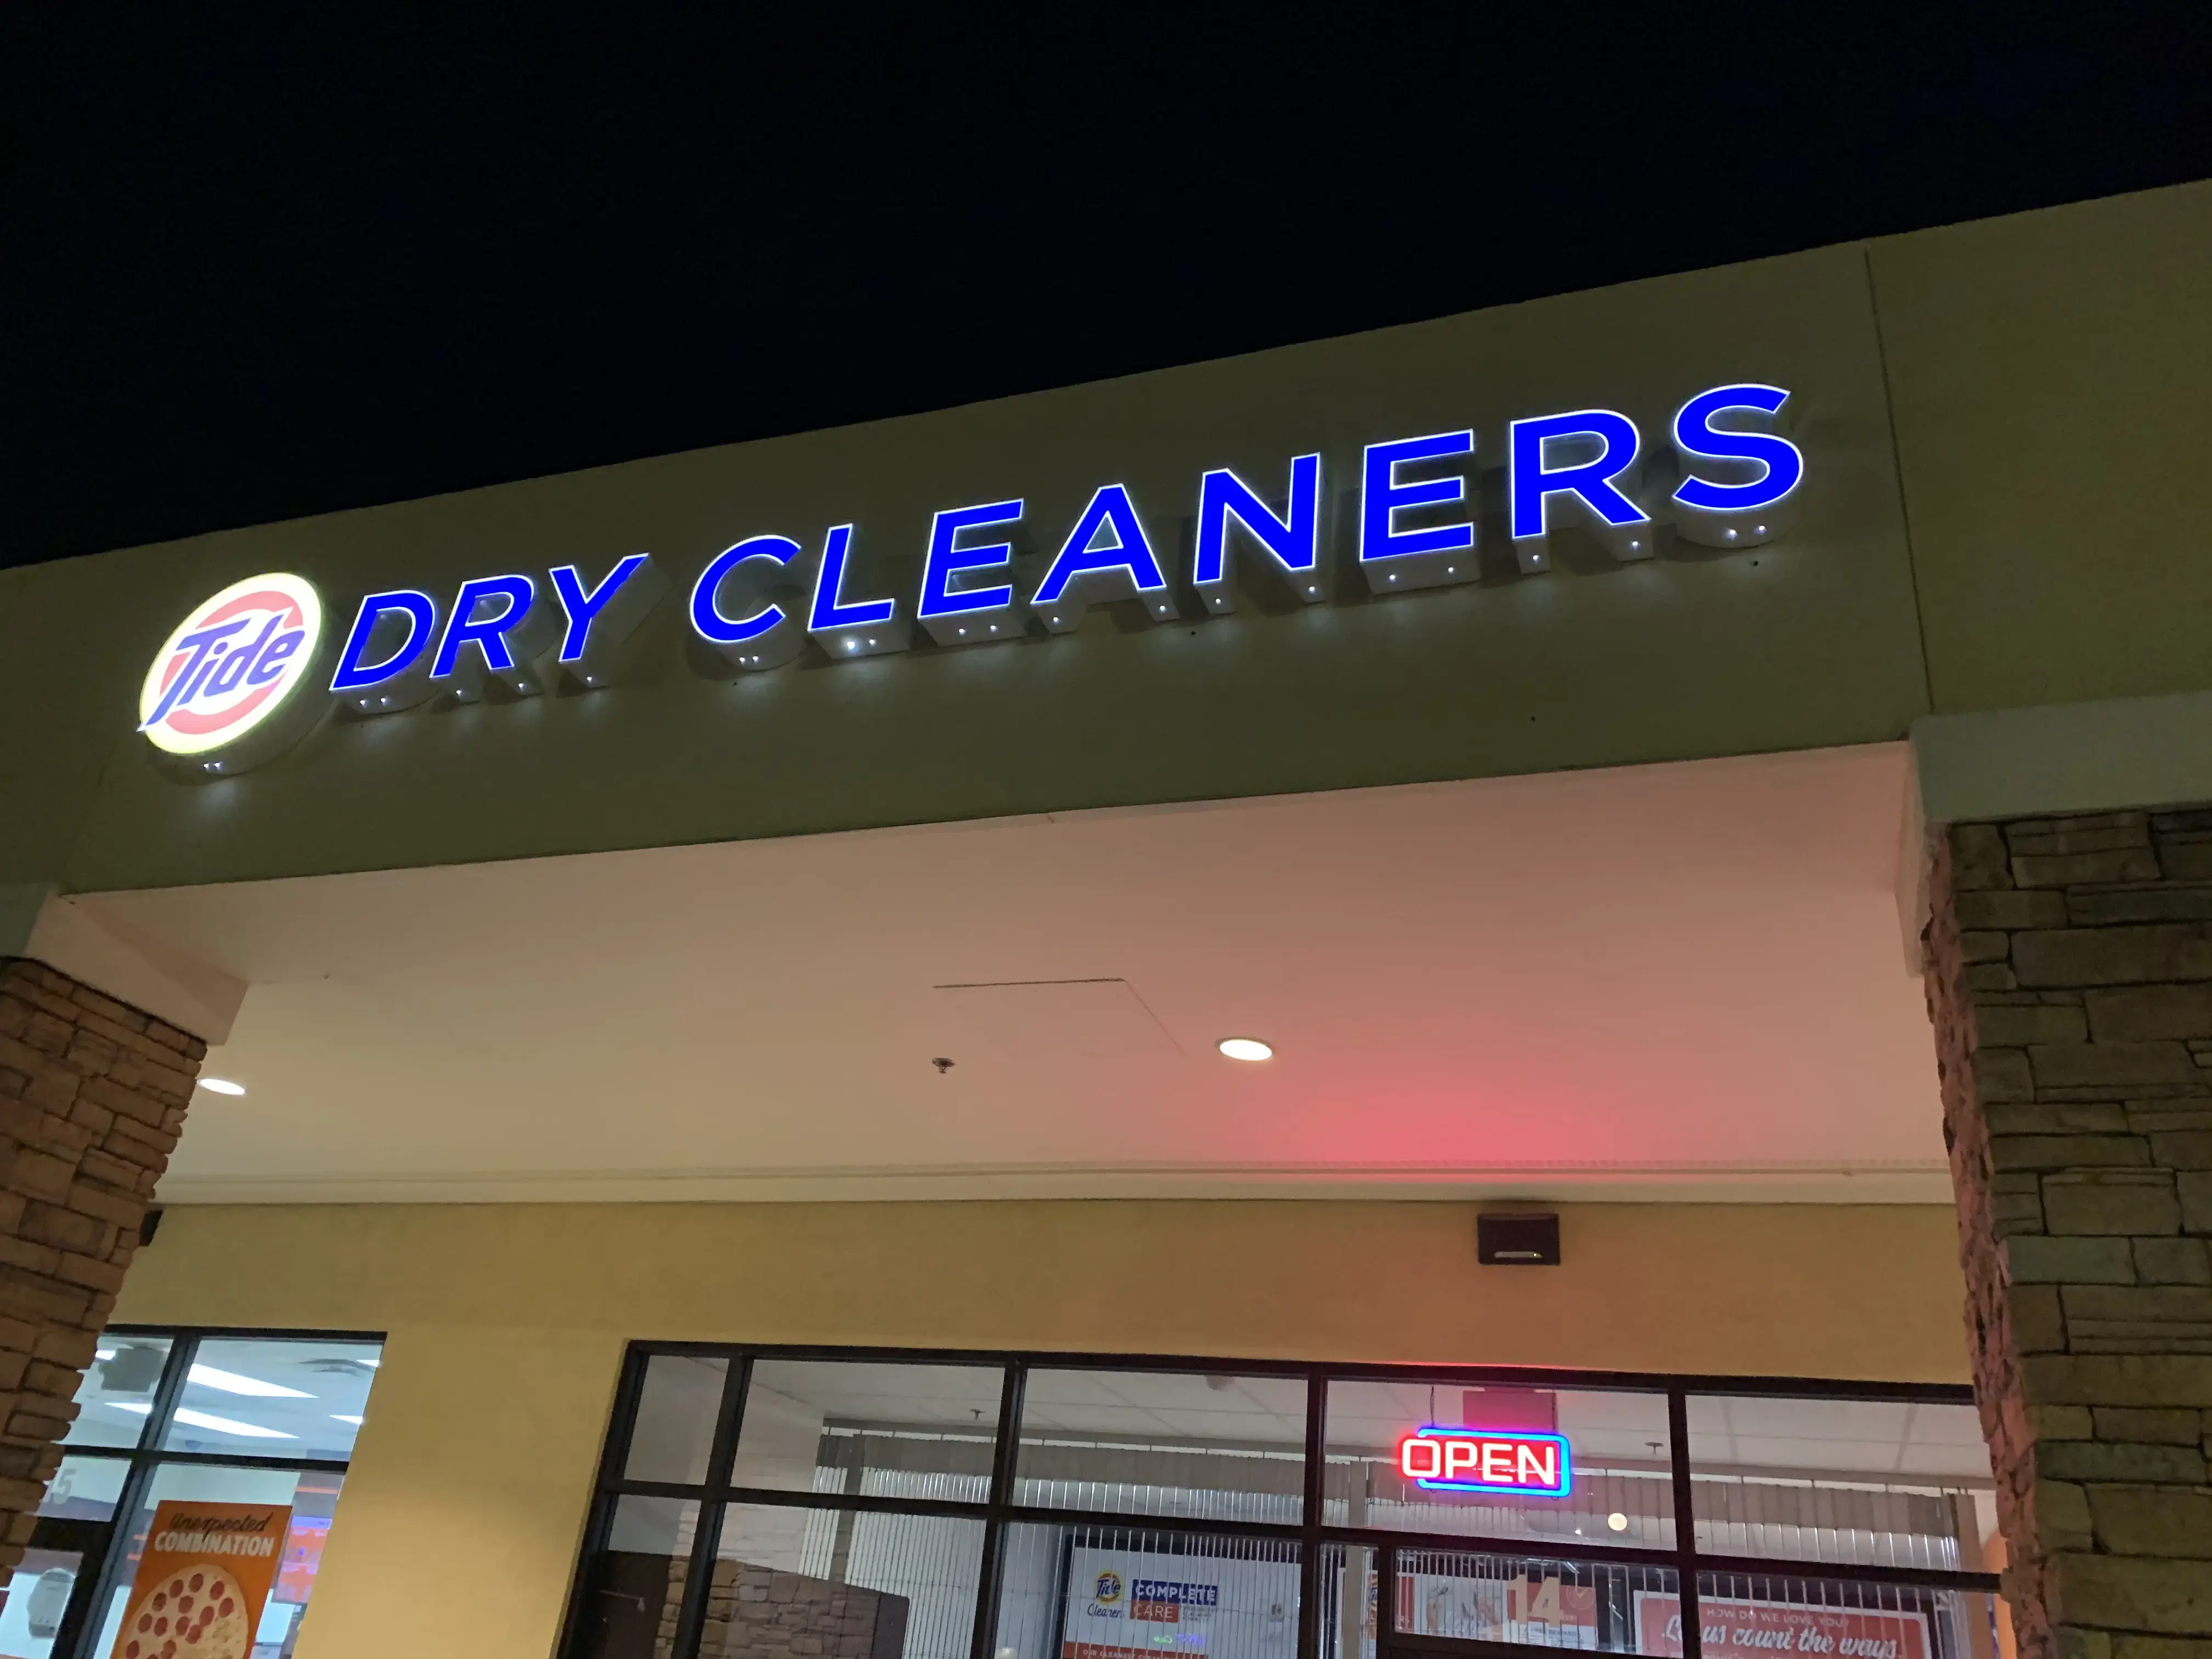 Tide DRY CLEANERS
OPEN
Unexpected
COMBINATION
Tide
Cleaners
COMPLETE
CARE
14
HOW DO WE LOVE YOU?
Let us count the ways